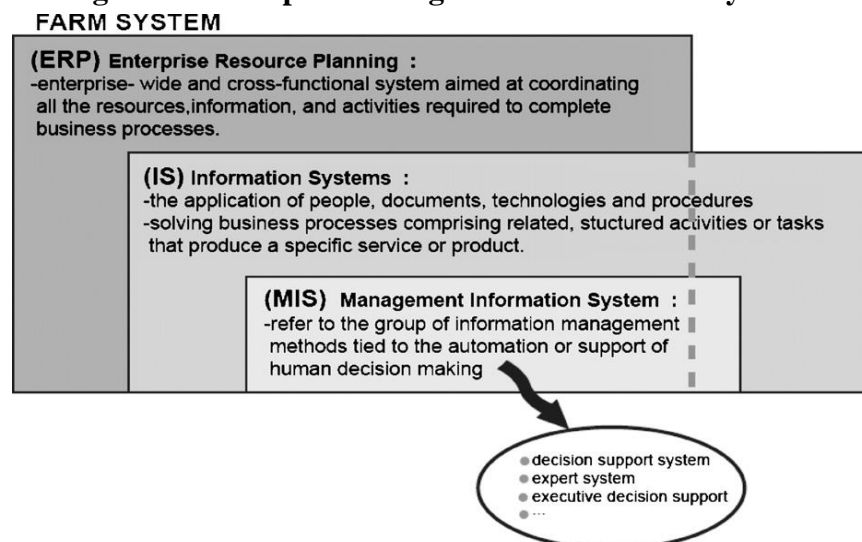 FARM SYSTEM
(ERP) Enterprise Resource Planning :
-enterprise- wide and cross-functional system aimed at coordinating
all the resources,information, and activities required to complete
business processes.
(IS) Information Systems :
-the application of people, documents, technologies and procedures
-solving business processes comprising related, stuctured activities or tasks
that produce a specific service or product.
(MIS) Management Information System :
-refer to the group of information management
methods tied to the automation or support of
human decision making
decision support system
expert system
executive decision support
...